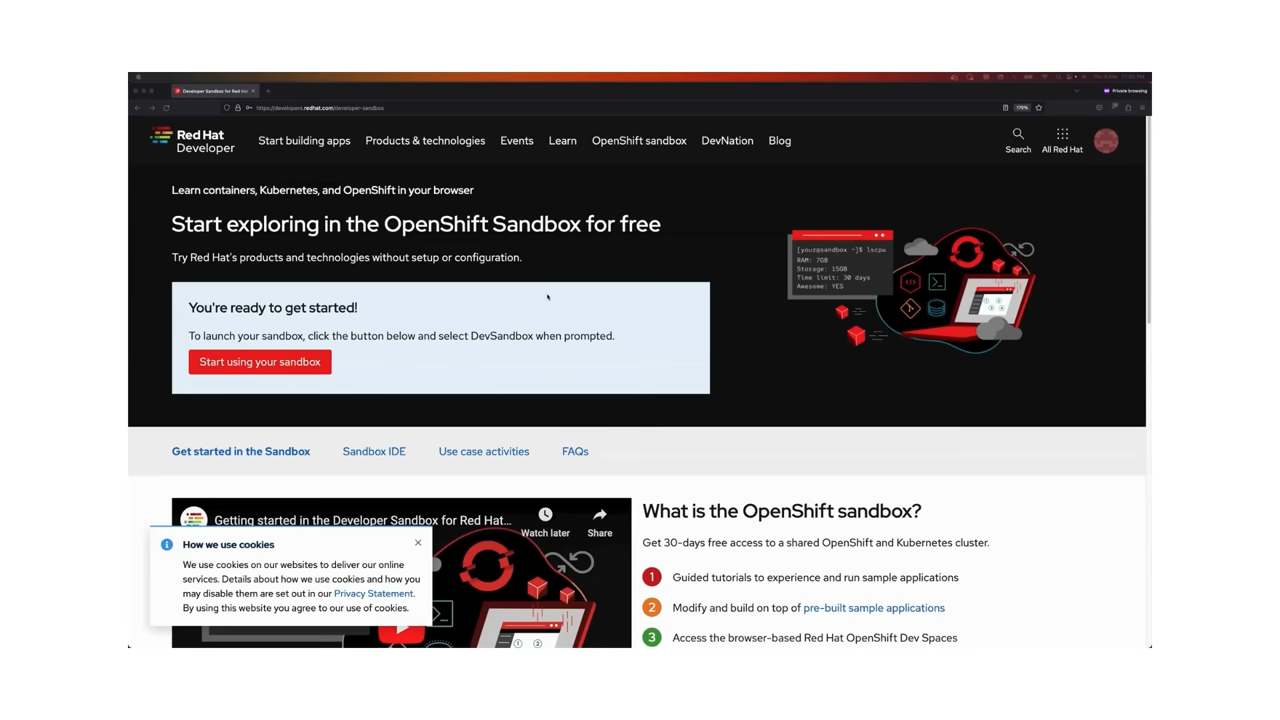 Developer Sandbox for Red Hat
Private browsing
https://developers.redhat.com/developer-sandbox
170%
Red Hat
Developer
Start building apps
Products & technologies
Events
Learn
OpenShift sandbox
DevNation
Blog
Search
All Red Hat
Learn containers, Kubernetes, and OpenShift in your browser
Start exploring in the OpenShift Sandbox for free
Try Red Hat's products and technologies without setup or configuration.
You're ready to get started!
To launch your sandbox, click the button below and select DevSandbox when prompted.
Start using your sandbox
[your@sandbox ~]$ lscpu
RAM: 7GB
Storage: 15GB
Time limit: 30 days
Awesome: YES
Get started in the Sandbox
Sandbox IDE
Use case activities
FAQs
Getting started in the Developer Sandbox for Red Hat...
Watch later
Share
How we use cookies
We use cookies on our websites to deliver our online
services. Details about how we use cookies and how you
may disable them are set out in our Privacy Statement.
By using this website you agree to our use of cookies.
What is the OpenShift sandbox?
Get 30-days free access to a shared OpenShift and Kubernetes cluster.
1 Guided tutorials to experience and run sample applications
2 Modify and build on top of pre-built sample applications
3 Access the browser-based Red Hat OpenShift Dev Spaces